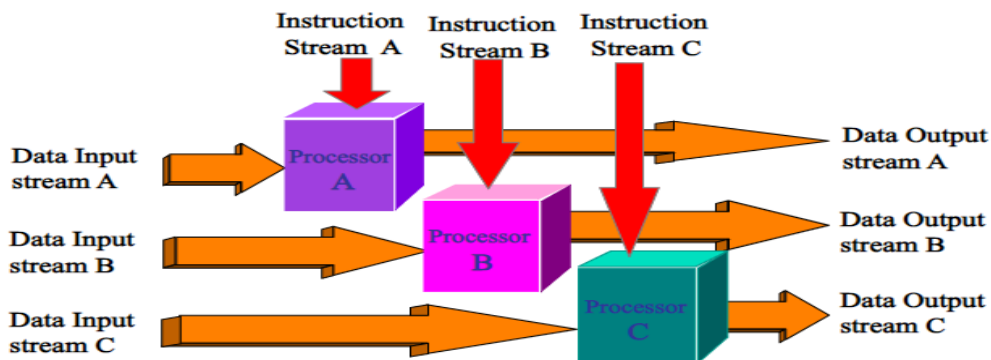 Instruction
Stream A
Instruction
Stream B
Instruction
Stream C
Data Input
stream A
Processor
A
Data Output
stream A
Data Input
stream B
Processor
B
Data Output
stream B
Data Input
stream C
Processor
C
Data Output
stream C